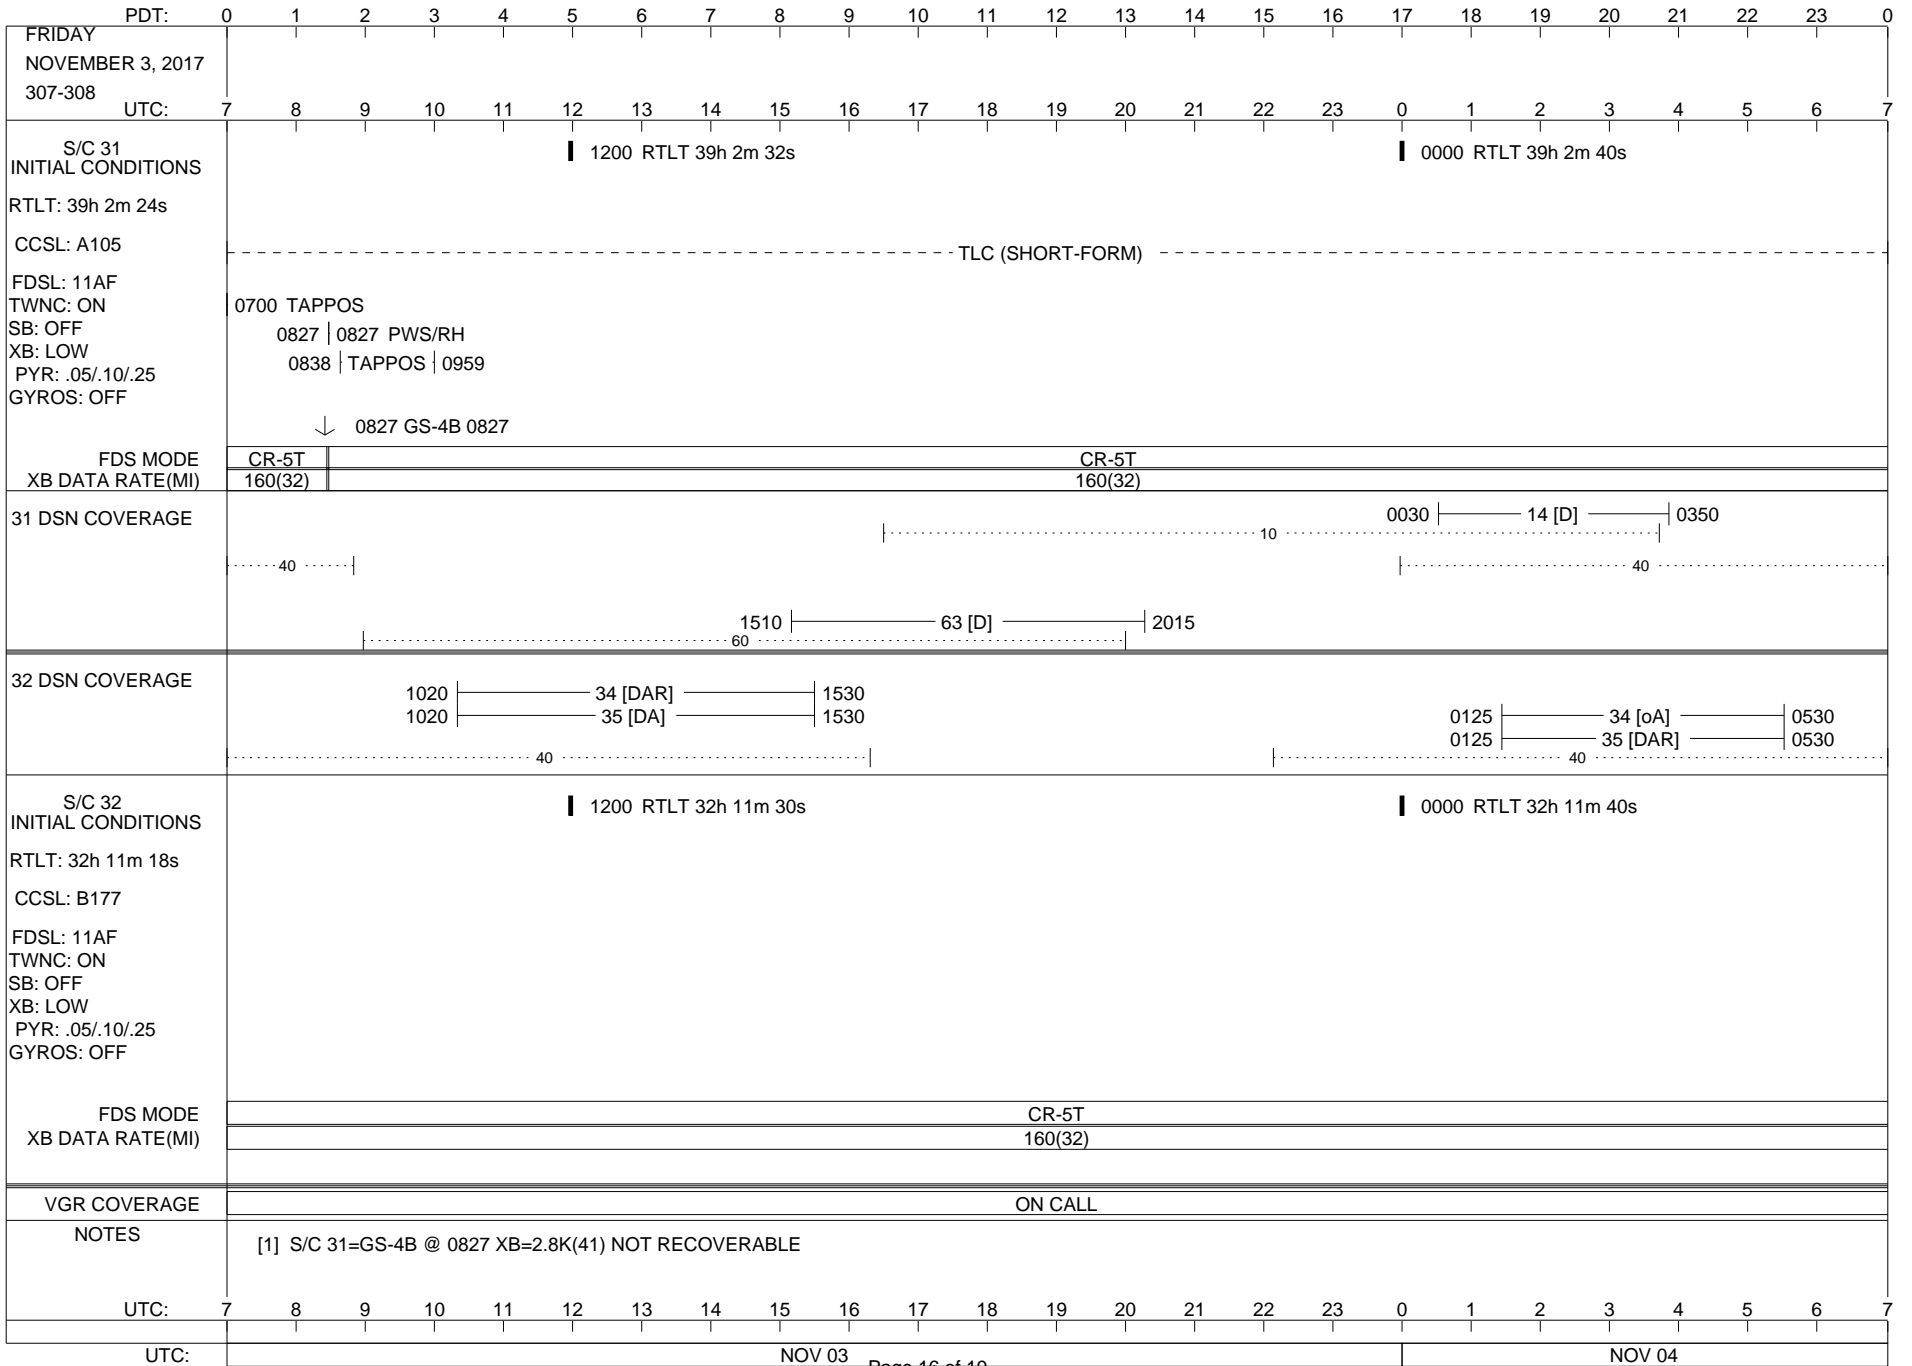 PDT: 0 1 2 3 4 5 6 7 8 9 10 11 12 13 14 15 16 17 18 19 20 21 22 23 0
FRIDAY
NOVEMBER 3, 2017
307-308
UTC: 7 8 9 10 11 12 13 14 15 16 17 18 19 20 21 22 23 0 1 2 3 4 5 6 7
S/C 31
INITIAL CONDITIONS
1200 RTLT 39h 2m 32s
0000 RTLT 39h 2m 40s
RTLT: 39h 2m 24s
CCSL: A105
TLC (SHORT-FORM)
FDSL: 11AF
TWNC: ON
0700 TAPPOS
SB: OFF
0827 0827 PWS/RH
XB: LOW
0838 TAPPOS 0959
PYR: .05/.10/.25
GYROS: OFF
0827 GS-4B 0827
FDS MODE CR-5T CR-5T
XB DATA RATE(MI) 160(32) 160(32)
31 DSN COVERAGE
0030 14 [D] 0350
10
40
40
1510 63 [D] 2015
60
32 DSN COVERAGE
1020 34 [DAR] 1530
1020 35 [DA] 1530
0125 34 [oA] 0530
0125 35 [DAR] 0530
40
40
S/C 32
INITIAL CONDITIONS
1200 RTLT 32h 11m 30s
0000 RTLT 32h 11m 40s
RTLT: 32h 11m 18s
CCSL: B177
FDSL: 11AF
TWNC: ON
SB: OFF
XB: LOW
PYR: .05/.10/.25
GYROS: OFF
FDS MODE CR-5T
XB DATA RATE(MI) 160(32)
VGR COVERAGE ON CALL
NOTES
[1] S/C 31=GS-4B @ 0827 XB=2.8K(41) NOT RECOVERABLE
UTC: 7 8 9 10 11 12 13 14 15 16 17 18 19 20 21 22 23 0 1 2 3 4 5 6 7
UTC: NOV 03 NOV 04
Page 16 of 19